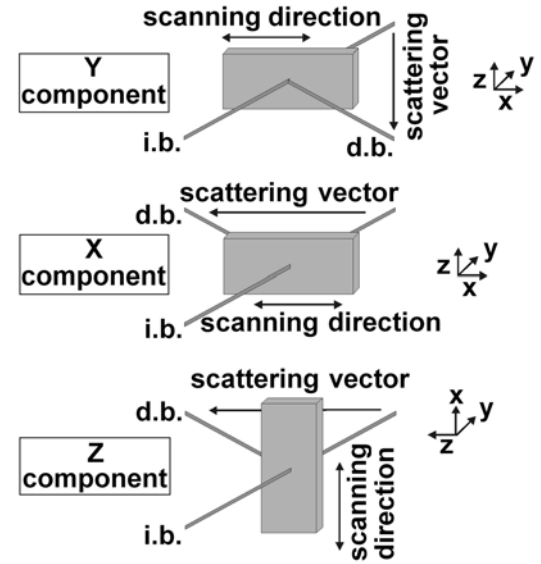 scanning direction
Y
component
scattering
vector
z
y
x
i.b.
d.b.
scattering vector
d.b.
X
component
z
y
x
i.b.
scanning direction
scattering vector
d.b.
x
y
z
Z
component
scanning
direction
i.b.